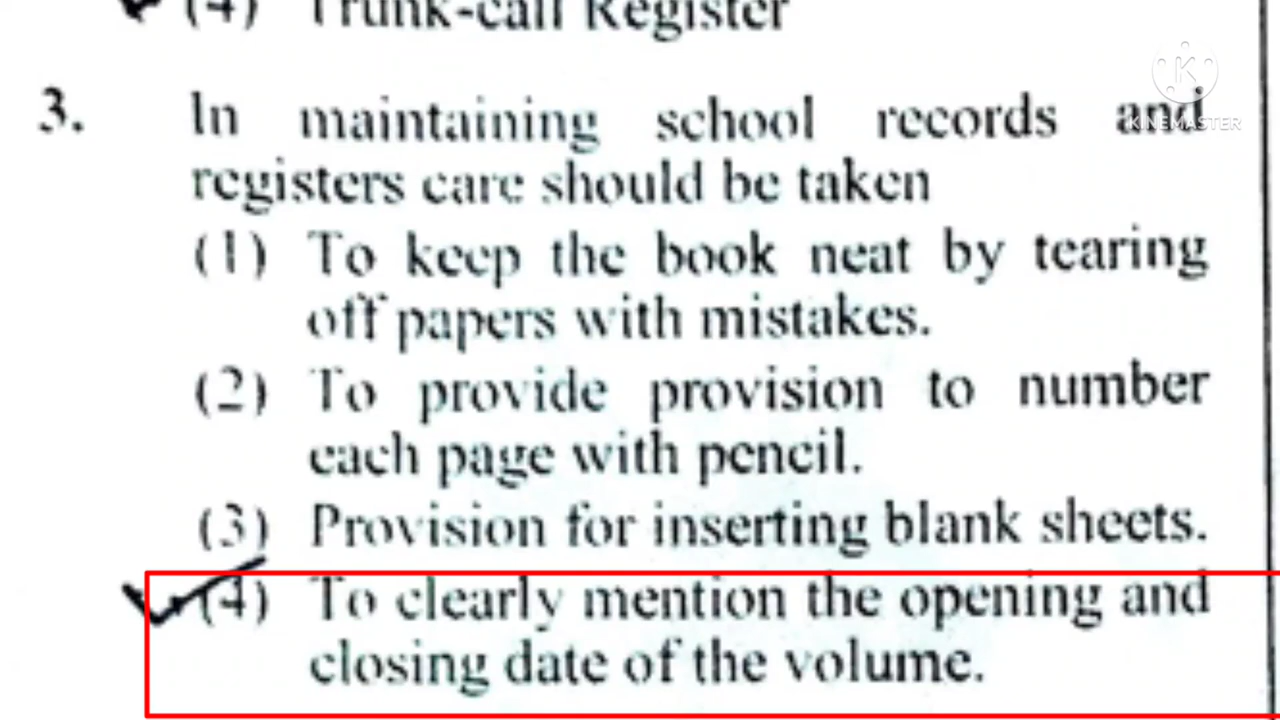 (4) Trunk-call Register
3. In maintaining school records and
registers care should be taken
(1) To keep the book neat by tearing
off papers with mistakes.
(2) To provide provision to number
each page with pencil.
(3) Provision for inserting blank sheets.
(4) To clearly mention the opening and
closing date of the volume.
KINEMASTER